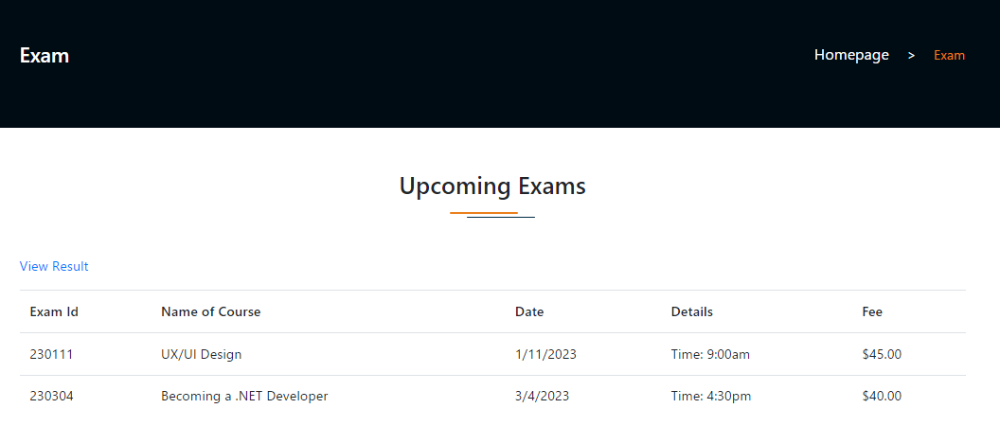 Exam
Homepage > Exam
Upcoming Exams
View Result
Exam Id Name of Course Date Details Fee
230111 UX/UI Design 1/11/2023 Time: 9:00am $45.00
230304 Becoming a .NET Developer 3/4/2023 Time: 4:30pm $40.00